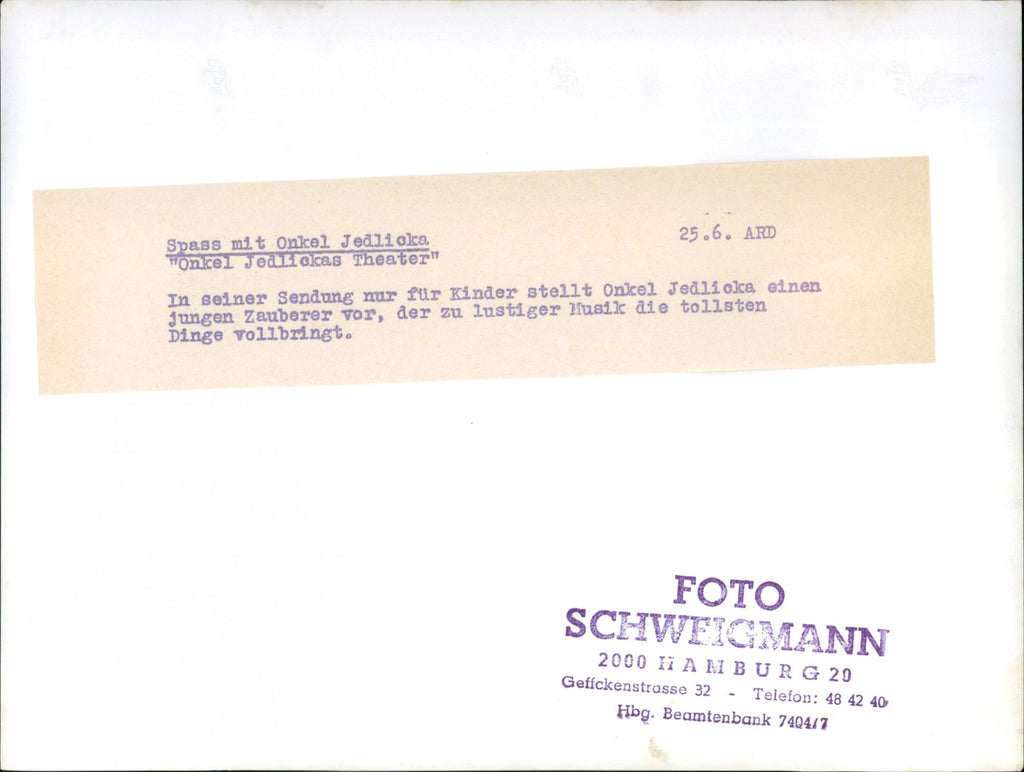 Spass mit Onkel Jedlicka
25.6. ARD
"Onkel Jedlickas Theater"
In seiner Sendung nur für Kinder stellt Onkel Jedlicka einen
jungen Zauberer vor, der zu lustiger Musik die tollsten
Dinge vollbringt.
FOTO
SCHWEIGMANN
2000 HAMBURG 20
Geffckenstrasse 32 - Telefon: 48 42 40
Hbg. Beamtenbank 7404/7